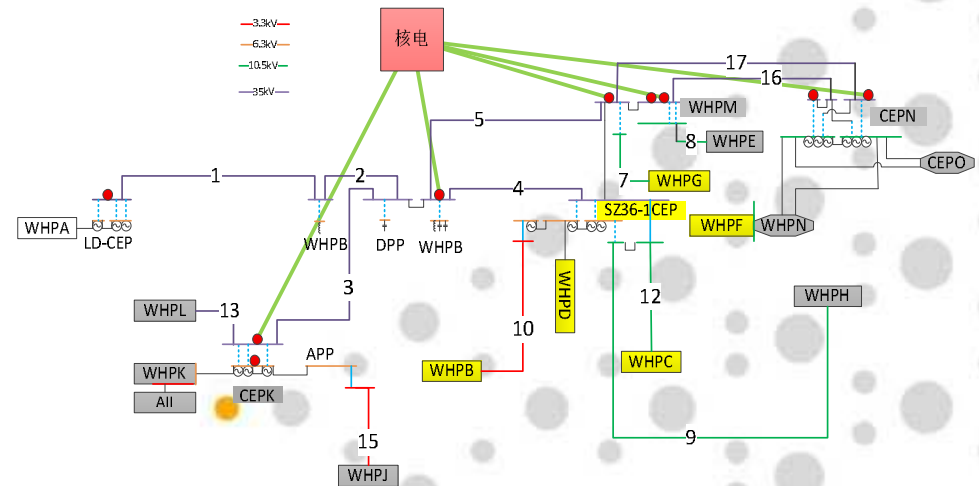 3.3kV
6.3kV
10.5kV
35kV
核电
17
16
WHPM
CEPN
5
8
WHPE
CEPO
1
2
4
7
WHPG
WHPA
LD-CEP
WHPB
DPP
WHPB
SZ36-1CEP
WHPF
WHPN
3
WHPD
12
WHPH
WHPL
13
10
APP
WHPK
CEPK
WHPB
WHPC
AII
9
15
WHPJ